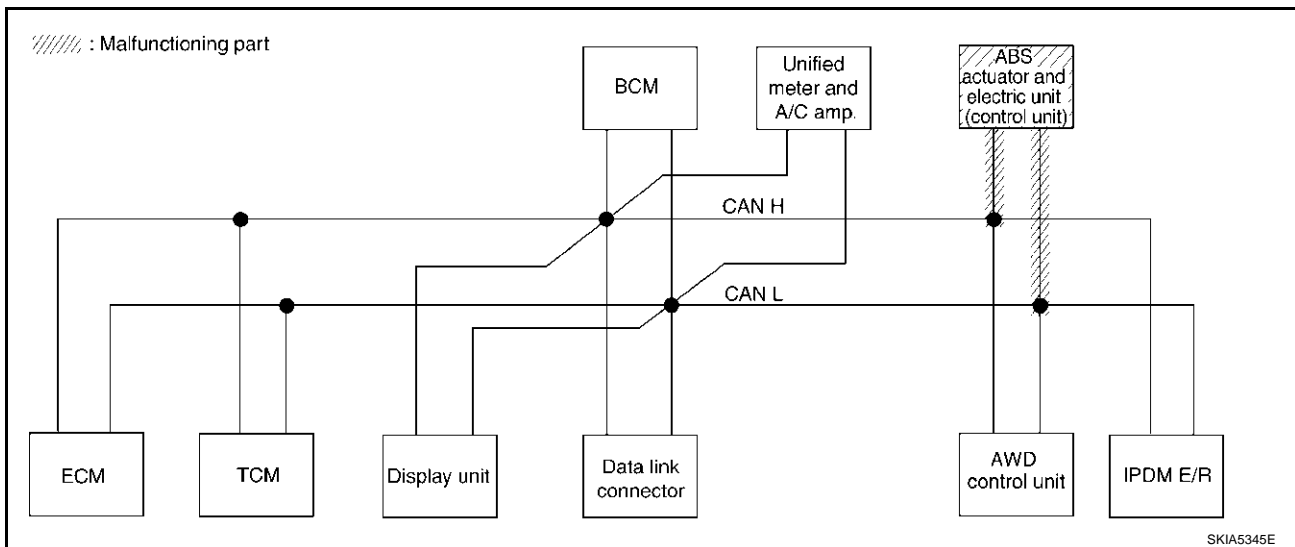 : Malfunctioning part
BCM
Unified
meter and
A/C amp.
ABS
actuator and
electric unit
(control unit)
CAN H
CAN L
ECM
TCM
Display unit
Data link
connector
AWD
control unit
IPDM E/R
SKIA5345E